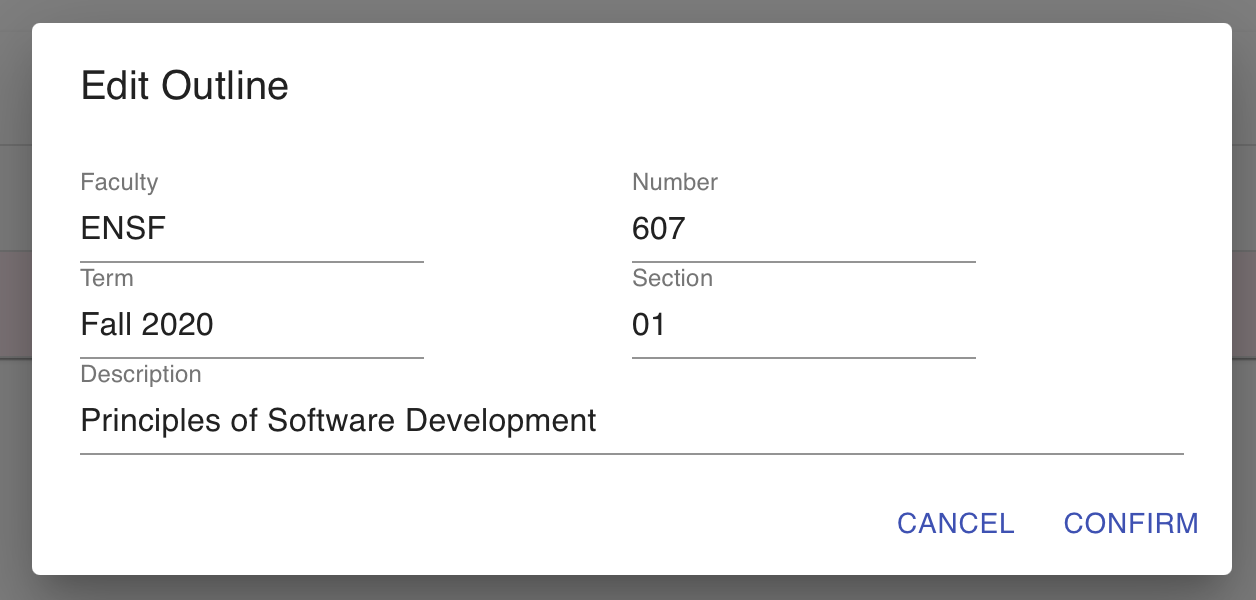 Edit Outline
Faculty
Number
ENSF
607
Term
Section
Fall 2020
01
Description
Principles of Software Development
CANCEL
CONFIRM